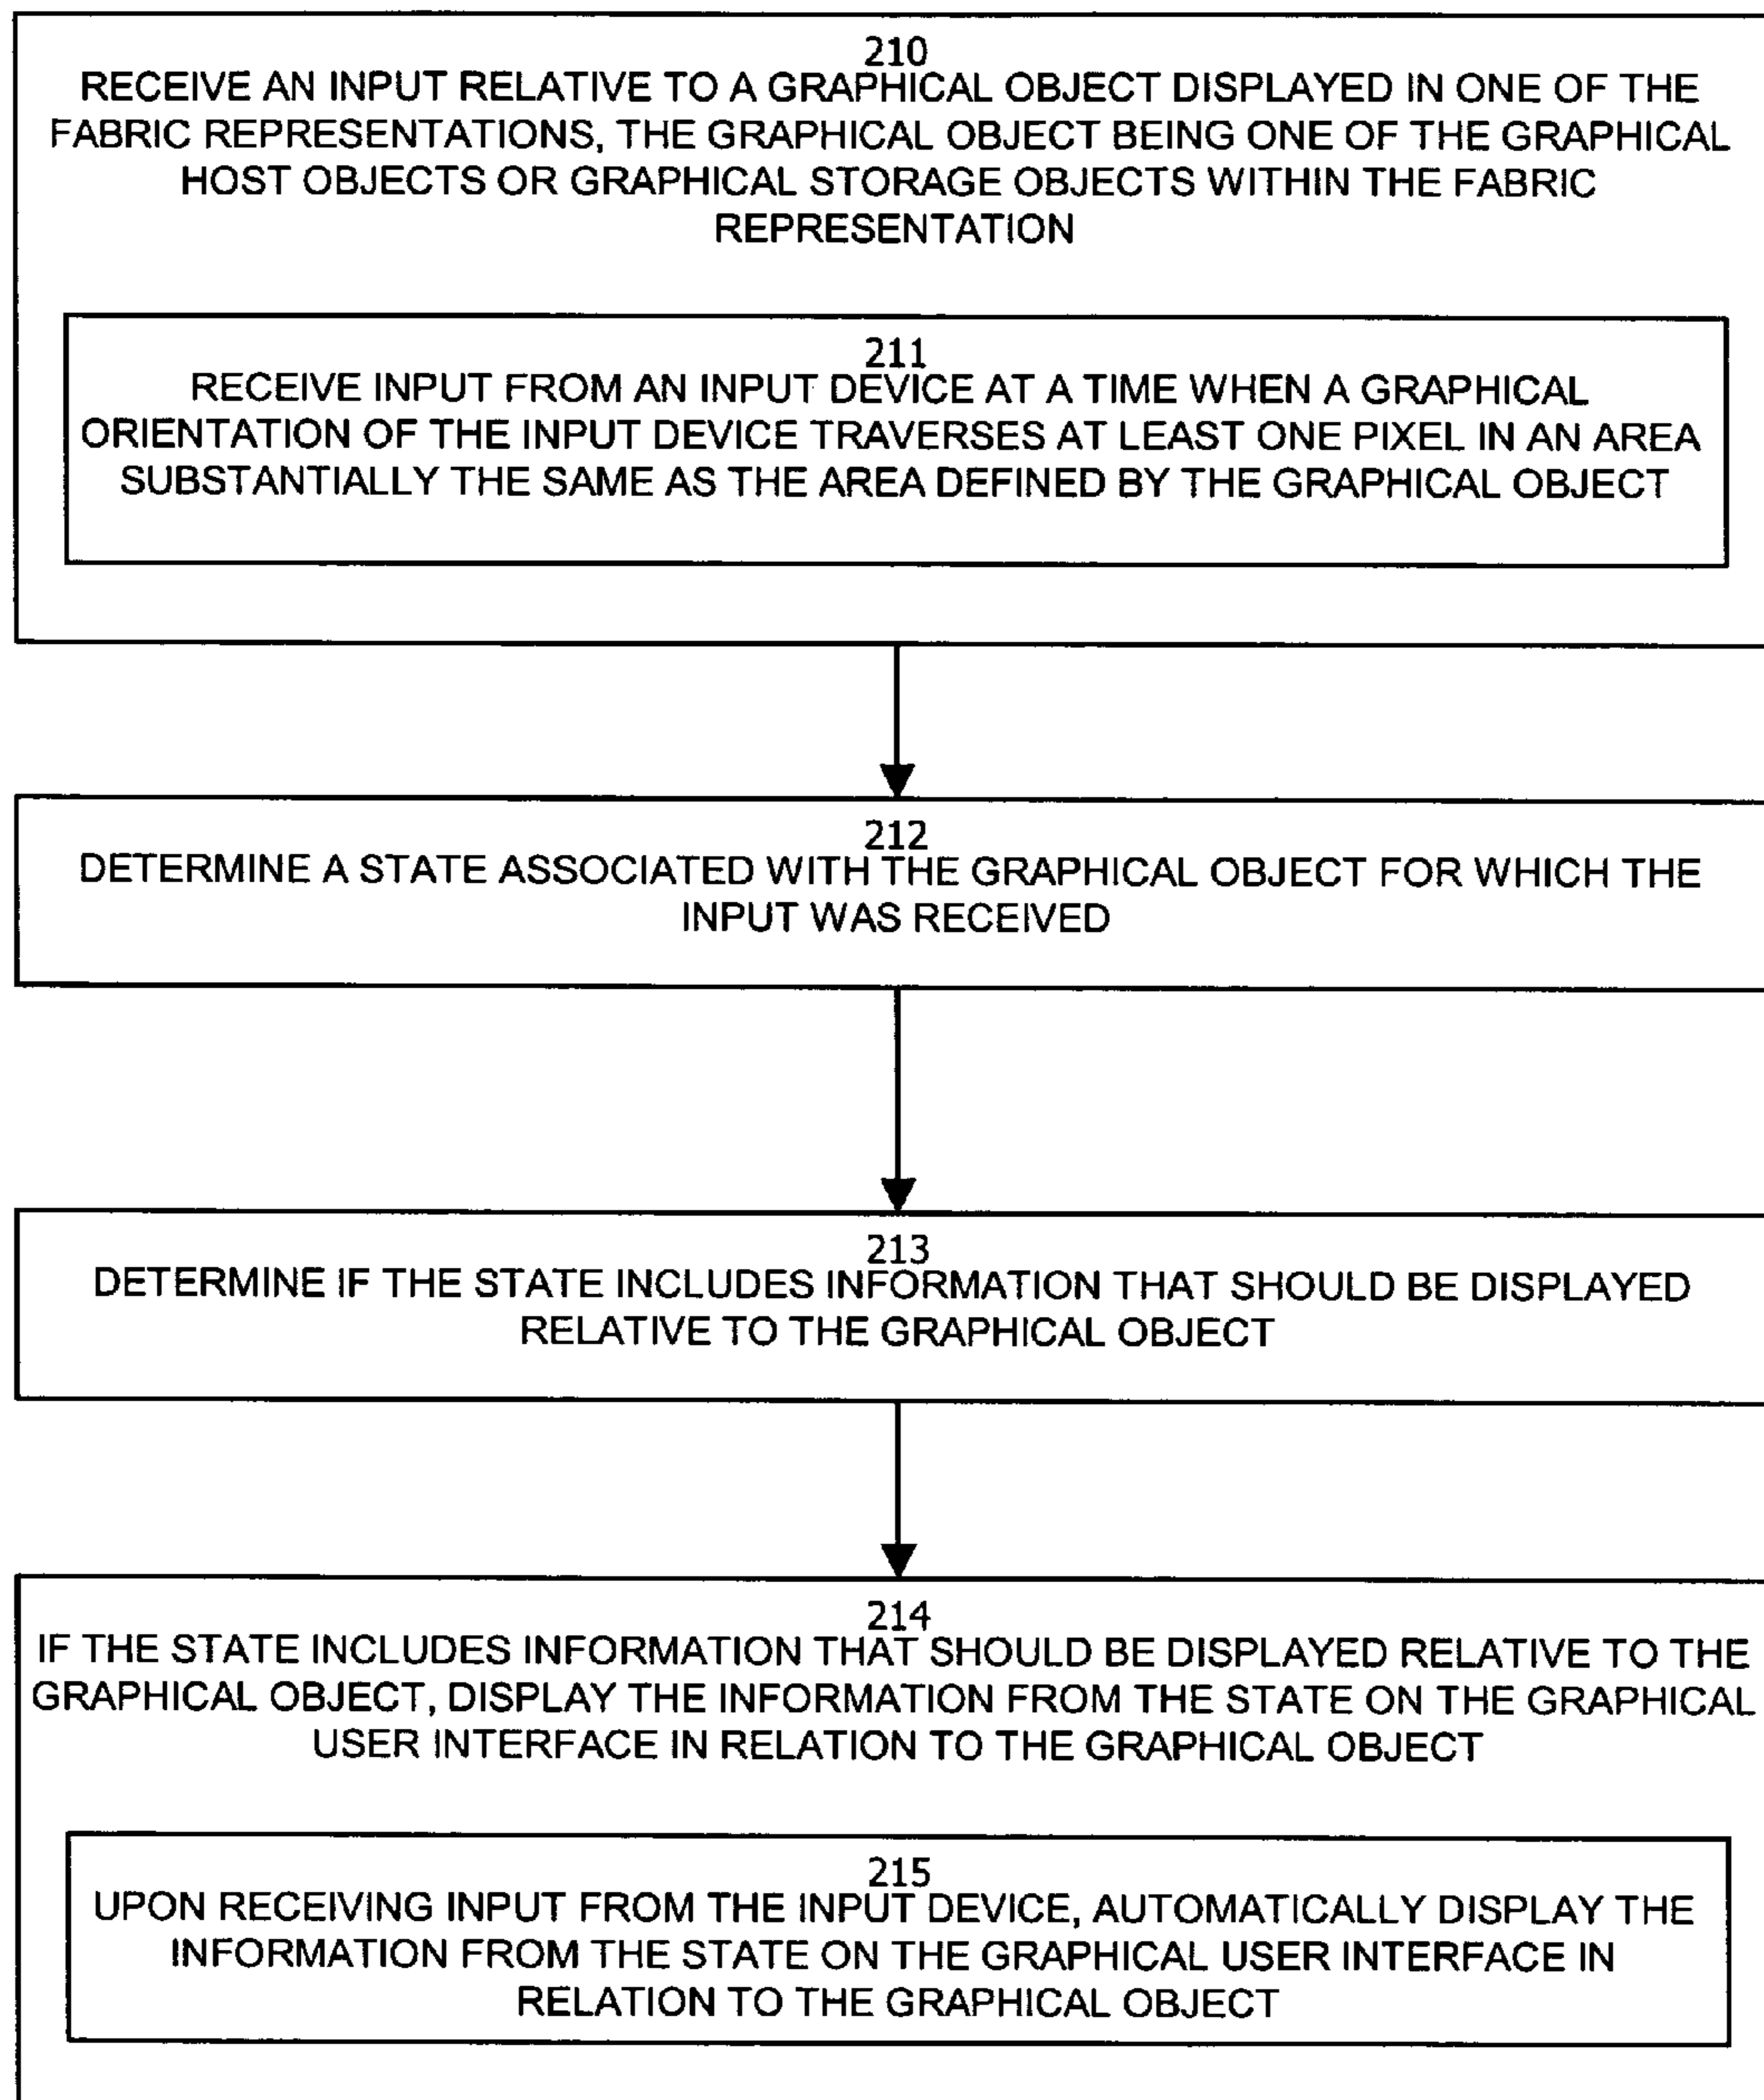 210
RECEIVE AN INPUT RELATIVE TO A GRAPHICAL OBJECT DISPLAYED IN ONE OF THE
FABRIC REPRESENTATIONS, THE GRAPHICAL OBJECT BEING ONE OF THE GRAPHICAL
HOST OBJECTS OR GRAPHICAL STORAGE OBJECTS WITHIN THE FABRIC
REPRESENTATION
211
RECEIVE INPUT FROM AN INPUT DEVICE AT A TIME WHEN A GRAPHICAL
ORIENTATION OF THE INPUT DEVICE TRAVERSES AT LEAST ONE PIXEL IN AN AREA
SUBSTANTIALLY THE SAME AS THE AREA DEFINED BY THE GRAPHICAL OBJECT
212
DETERMINE A STATE ASSOCIATED WITH THE GRAPHICAL OBJECT FOR WHICH THE
INPUT WAS RECEIVED
213
DETERMINE IF THE STATE INCLUDES INFORMATION THAT SHOULD BE DISPLAYED
RELATIVE TO THE GRAPHICAL OBJECT
214
IF THE STATE INCLUDES INFORMATION THAT SHOULD BE DISPLAYED RELATIVE TO THE
GRAPHICAL OBJECT, DISPLAY THE INFORMATION FROM THE STATE ON THE GRAPHICAL
USER INTERFACE IN RELATION TO THE GRAPHICAL OBJECT
215
UPON RECEIVING INPUT FROM THE INPUT DEVICE, AUTOMATICALLY DISPLAY THE
INFORMATION FROM THE STATE ON THE GRAPHICAL USER INTERFACE IN
RELATION TO THE GRAPHICAL OBJECT